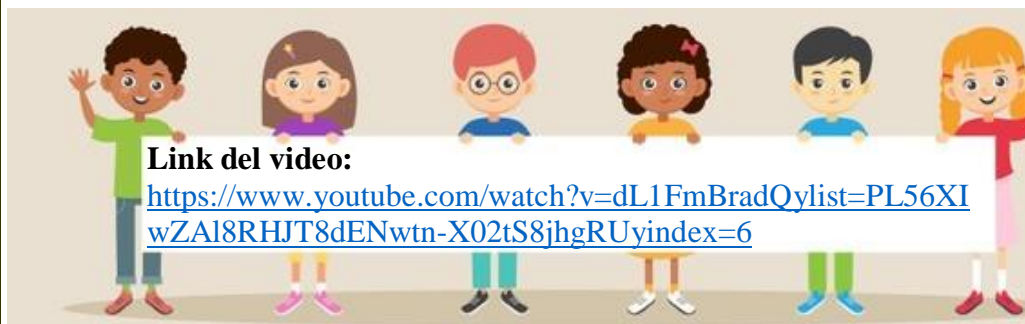 Link del video:
https://www.youtube.com/watch?v=dL1FmBradQylist=PL56XI
wZAl8RHJT8dENwtn-X02tS8jhgRUyindex=6